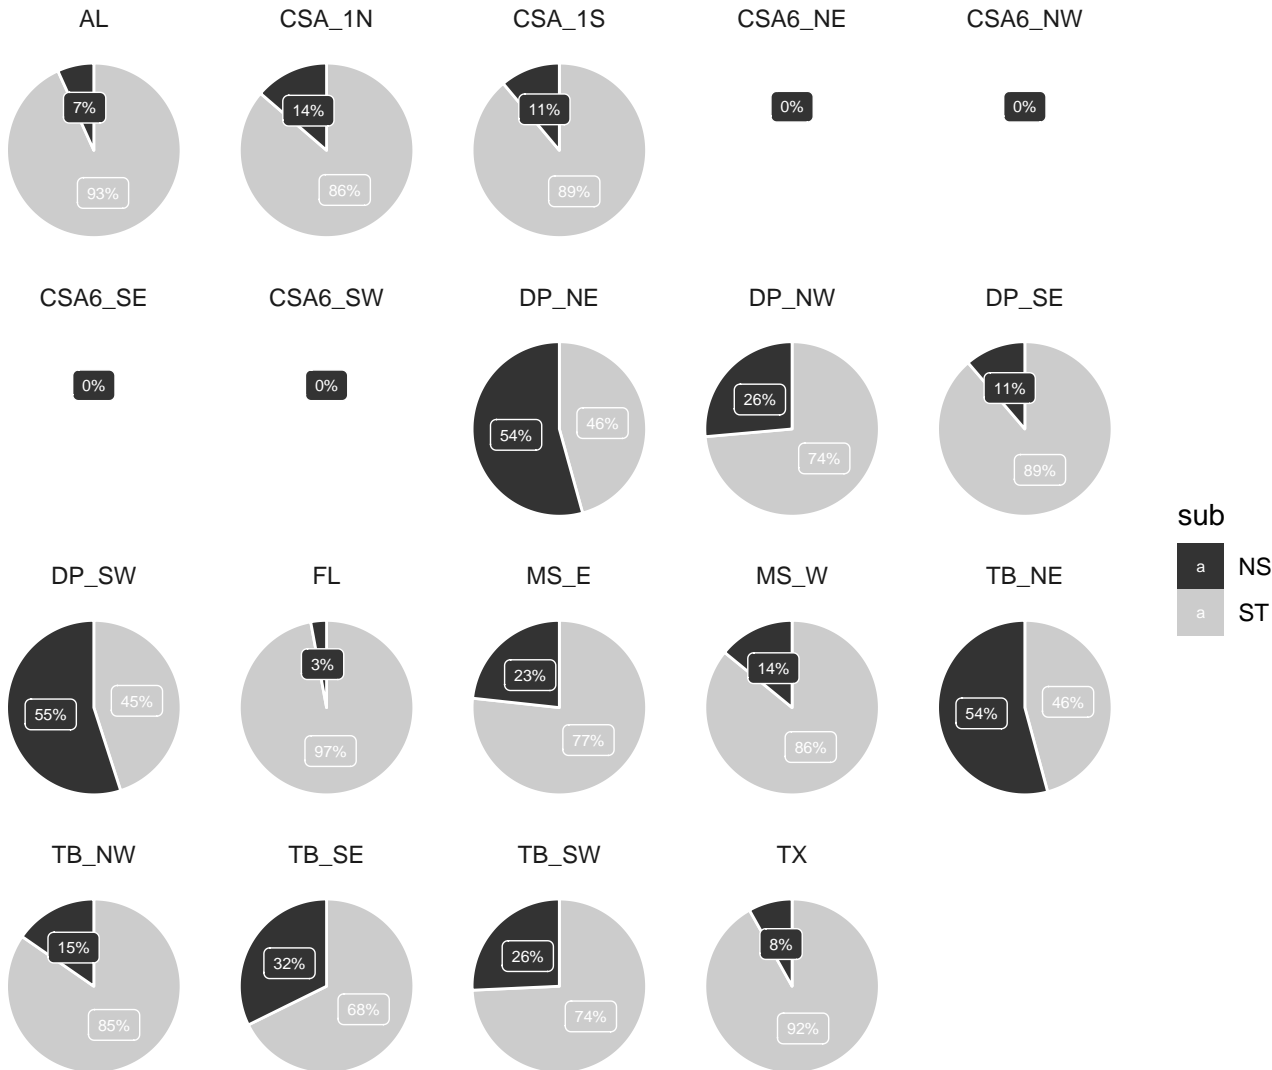 AL CSA_1N CSA_1S CSA6_NE CSA6_NW
7% 14% 11% 0% 0%
93% 86% 89%
CSA6_SE CSA6_SW DP_NE DP_NW DP_SE
0% 0% 54% 46% 26% 74% 11% 89%
sub
a NS
a ST
DP_SW FL MS_E MS_W TB_NE
55% 45% 3% 97% 23% 77% 14% 86% 54% 46%
TB_NW TB_SE TB_SW TX
15% 85% 32% 68% 26% 74% 8% 92%